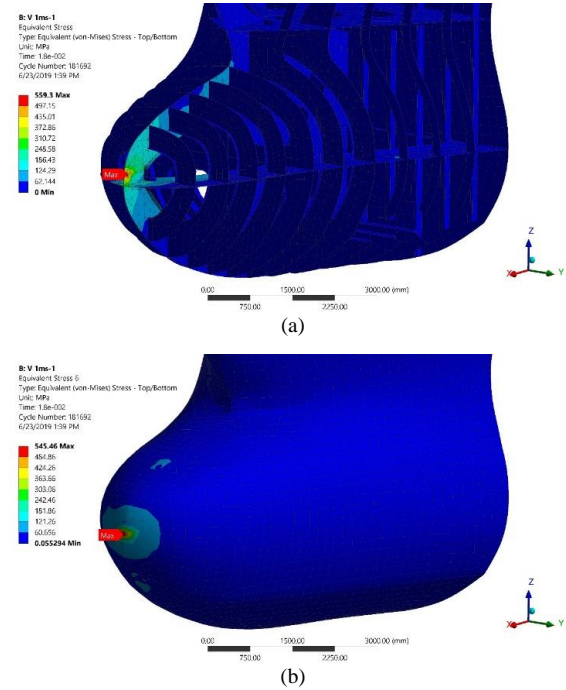 B: V 1ms-1
Equivalent Stress
Type: Equivalent (von-Mises) Stress - Top/Bottom
Unit: MPa
Time: 1.8e-002
Cycle Number: 181692
6/23/2019 1:39 PM
559.3 Max
497.15
435.01
372.86
310.72
248.58
186.43
124.29
62.144
0 Min
Max
Z
X
Y
0.00
1500.00
3000.00 (mm)
750.00
2250.00
(a)
B: V 1ms-1
Equivalent Stress 6
Type: Equivalent (von-Mises) Stress - Top/Bottom
Unit: MPa
Time: 1.8e-002
Cycle Number: 181692
6/23/2019 1:39 PM
545.46 Max
484.86
424.26
363.66
303.06
242.46
181.86
121.26
60.656
0.055294 Min
Max
Z
X
Y
0.00
1500.00
3000.00 (mm)
750.00
2250.00
(b)